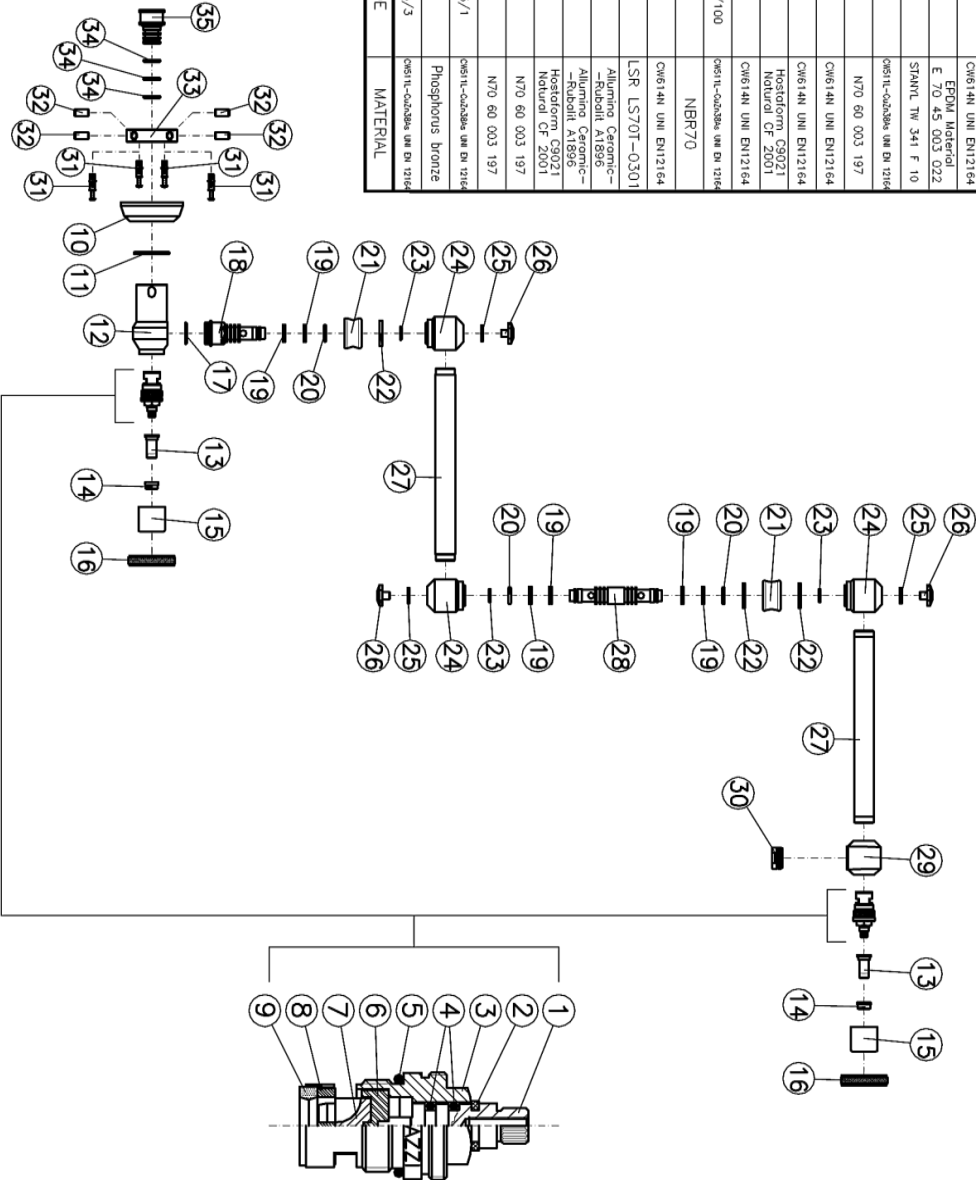 CW614N UNI EN12164
EPDM Material
E 70 45 003 022
STANYL TW 341 F 10
CW511L-CuZn38As UNI EN 12164
N70 60 003 197
CW614N UNI EN12164
CW614N UNI EN12164
Hostaform C9021
Natural CF 2001
CW614N UNI EN12164
/100 CW511L-CuZn38As UNI EN 12164
NBR70
CW614N UNI EN12164
LSR LS70T-0301
Allumina Ceramic-
-Rubalit A1896
Allumina Ceramic-
-Rubalit A1896
Hostaform C9021
Natural CF 2001
N70 60 003 197
N70 60 003 197
/1 CW511L-CuZn38As UNI EN 12164
Phosphorus bronze
/3 CW511L-CuZn38As UNI EN 12164
E MATERIAL
35
34
34
34
33
32
32
32
32
31
31
31
31
10
11
12
13
14
15
16
17
18
19
19
20
21
22
23
24
25
26
27
26
25
24
23
20
19
19
28
19
19
20
22
21
22
23
24
25
26
27
30
29
13
14
15
16
9
8
7
6
5
4
3
2
1
AZZ